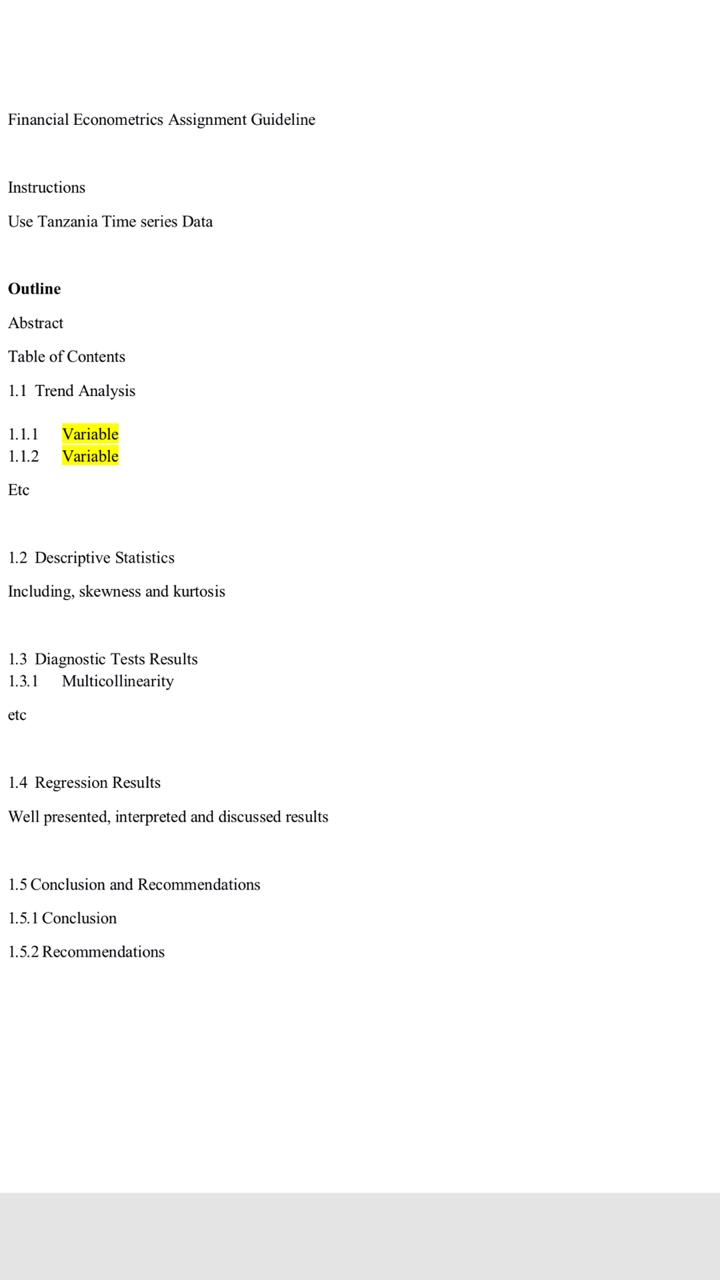 Financial Econometrics Assignment Guideline
Instructions
Use Tanzania Time series Data
Outline
Abstract
Table of Contents
1.1 Trend Analysis
1.1.1 Variable
1.1.2 Variable
Etc
1.2 Descriptive Statistics
Including, skewness and kurtosis
1.3 Diagnostic Tests Results
1.3.1 Multicollinearity
etc
1.4 Regression Results
Well presented, interpreted and discussed results
1.5 Conclusion and Recommendations
1.5.1 Conclusion
1.5.2 Recommendations